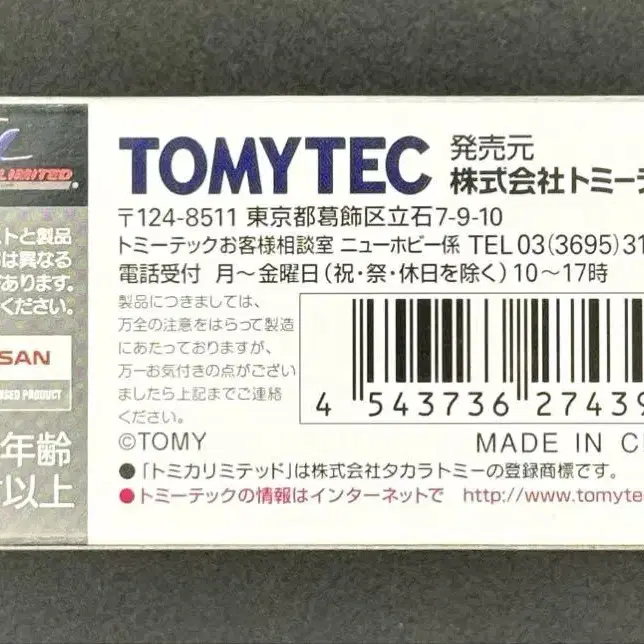 LIMITED
ストと製品
は異なる
があります。
ください。
SAN
SED PRODUCT
年齢
以上
TOMYTEC
発売元
株式会社トミーテ
〒124-8511 東京都葛飾区立石7-9-10
トミーテックお客様相談室 ニューホビー係 TEL 03(3695)31
電話受付 月〜金曜日(祝・祭・休日を除く)10〜17時
製品につきましては、
万全の注意をはらって製造
にあたっておりますが、
万一お気付きの点がござい
ましたら上記までご連絡
ください。
4 543736 27439
©TOMY
MADE IN C
●「トミカリミテッド」は株式会社タカラトミーの登録商標です。
●トミーテックの情報はインターネットで http://www.tomytec